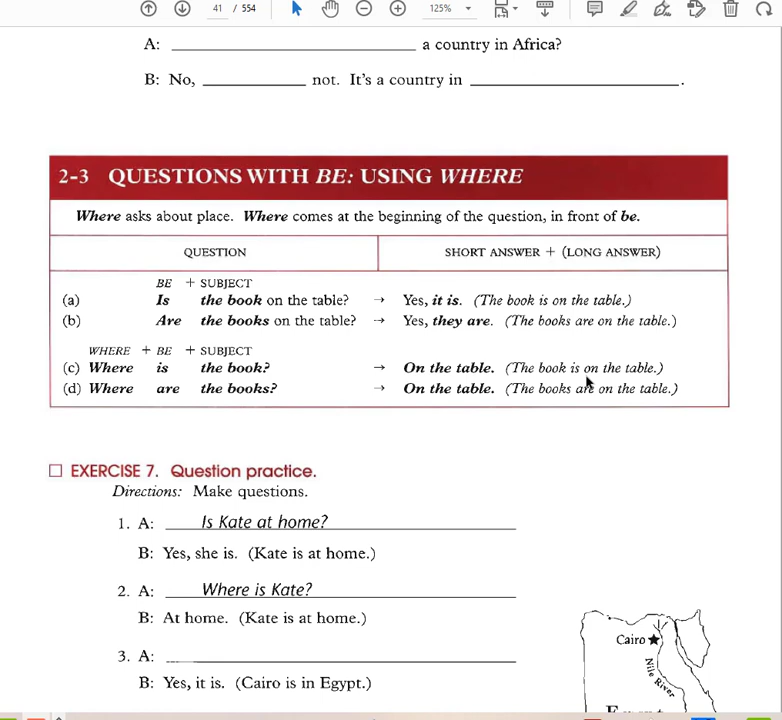 41 / 554 125%
A: ____ a country in Africa?
B: No, ____ not. It's a country in ____.
2-3 QUESTIONS WITH BE: USING WHERE
Where asks about place. Where comes at the beginning of the question, in front of be.
QUESTION SHORT ANSWER + (LONG ANSWER)
BE + SUBJECT
(a) Is the book on the table? → Yes, it is. (The book is on the table.)
(b) Are the books on the table? → Yes, they are. (The books are on the table.)
WHERE + BE + SUBJECT
(c) Where is the book? → On the table. (The book is on the table.)
(d) Where are the books? → On the table. (The books are on the table.)
EXERCISE 7. Question practice.
Directions: Make questions.
1. A: Is Kate at home?
B: Yes, she is. (Kate is at home.)
2. A: Where is Kate?
B: At home. (Kate is at home.)
Cairo
3. A: ____
Nile River
B: Yes, it is. (Cairo is in Egypt.)